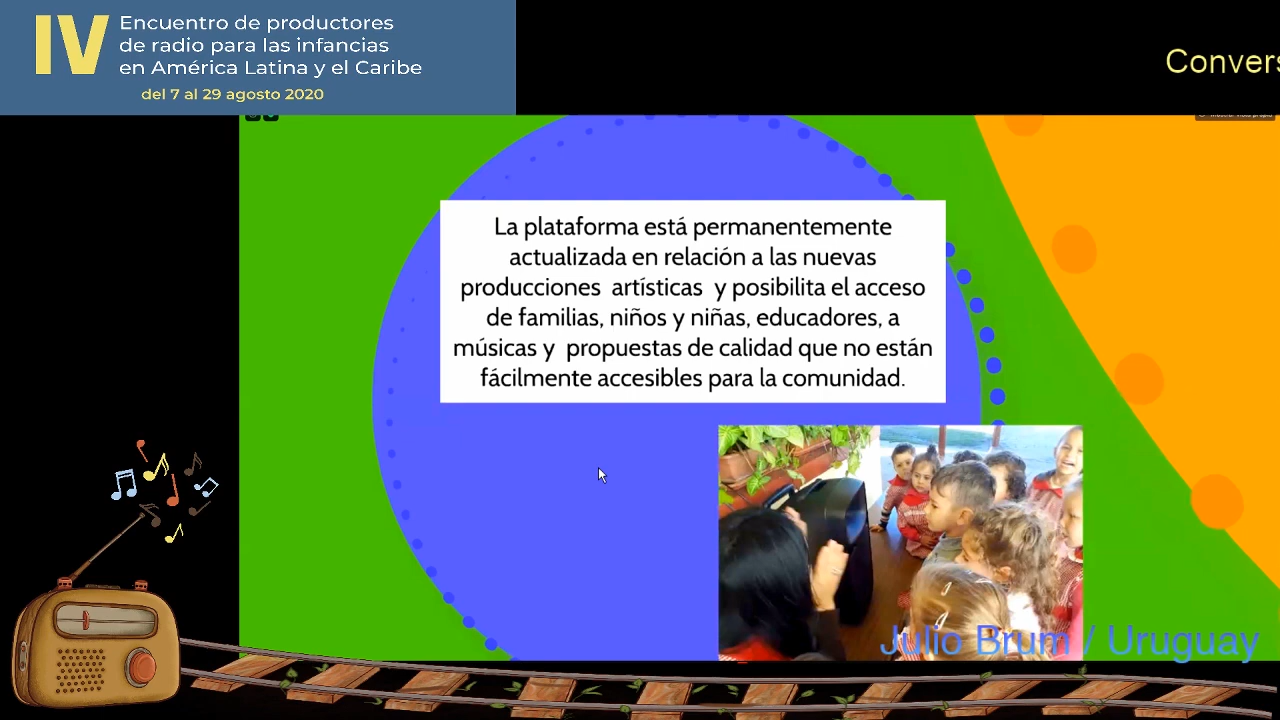 IV
Encuentro de productores
de radio para las infancias
en América Latina y el Caribe
del 7 al 29 agosto 2020
Convers
La plataforma está permanentemente
actualizada en relación a las nuevas
producciones artísticas y posibilita el acceso
de familias, niños y niñas, educadores, a
músicas y propuestas de calidad que no están
fácilmente accesibles para la comunidad.
Julio Brum / Uruguay